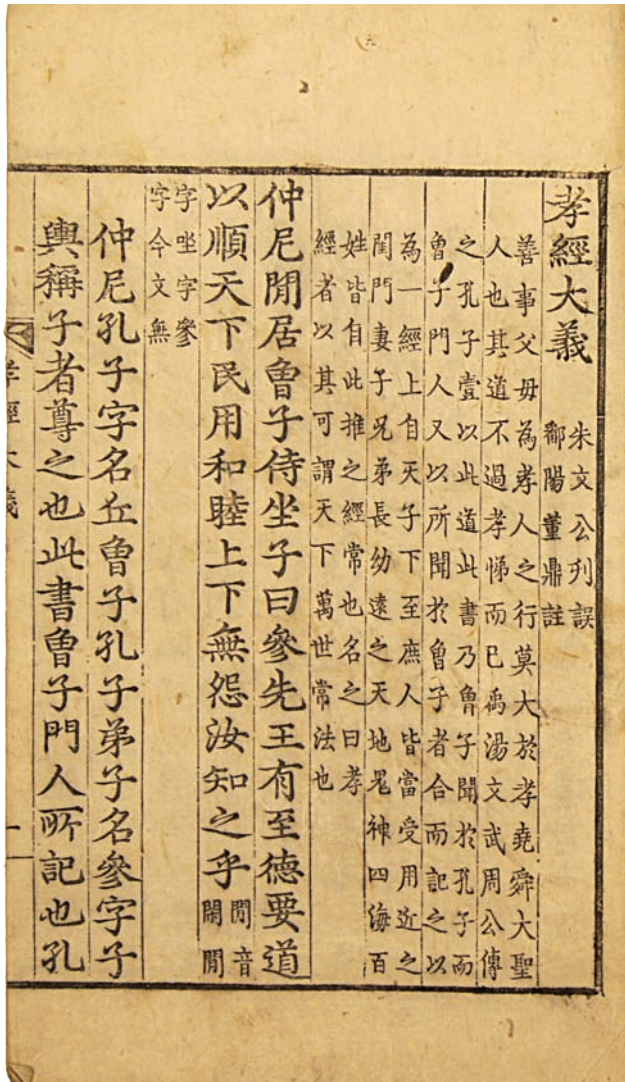 孝經大義
朱文公刊誤
鄱陽董鼎註
善事父母為孝人之行莫大於孝堯舜大聖
人也其道不過孝悌而已禹湯文武周公傳
之孔子壹以此道此書乃曾子聞於孔子而
曾子門人又以所聞於曾子者合而記之以
為一經上自天子下至庶人皆當受用近之
閨門妻子兄弟長幼遠之天地鬼神四海百
姓皆自此推之經常也名之曰孝
經者以其可謂天下萬世常法也
仲尼閒居曾子侍坐子曰參先王有至德要道
以順天下民用和睦上下無怨汝知之乎
閒音
閑閒
字坐字參
字今文無
仲尼孔子字名丘曾子孔子弟子名參字子
輿稱子者尊之也此書曾子門人所記也孔
孝經大義
一